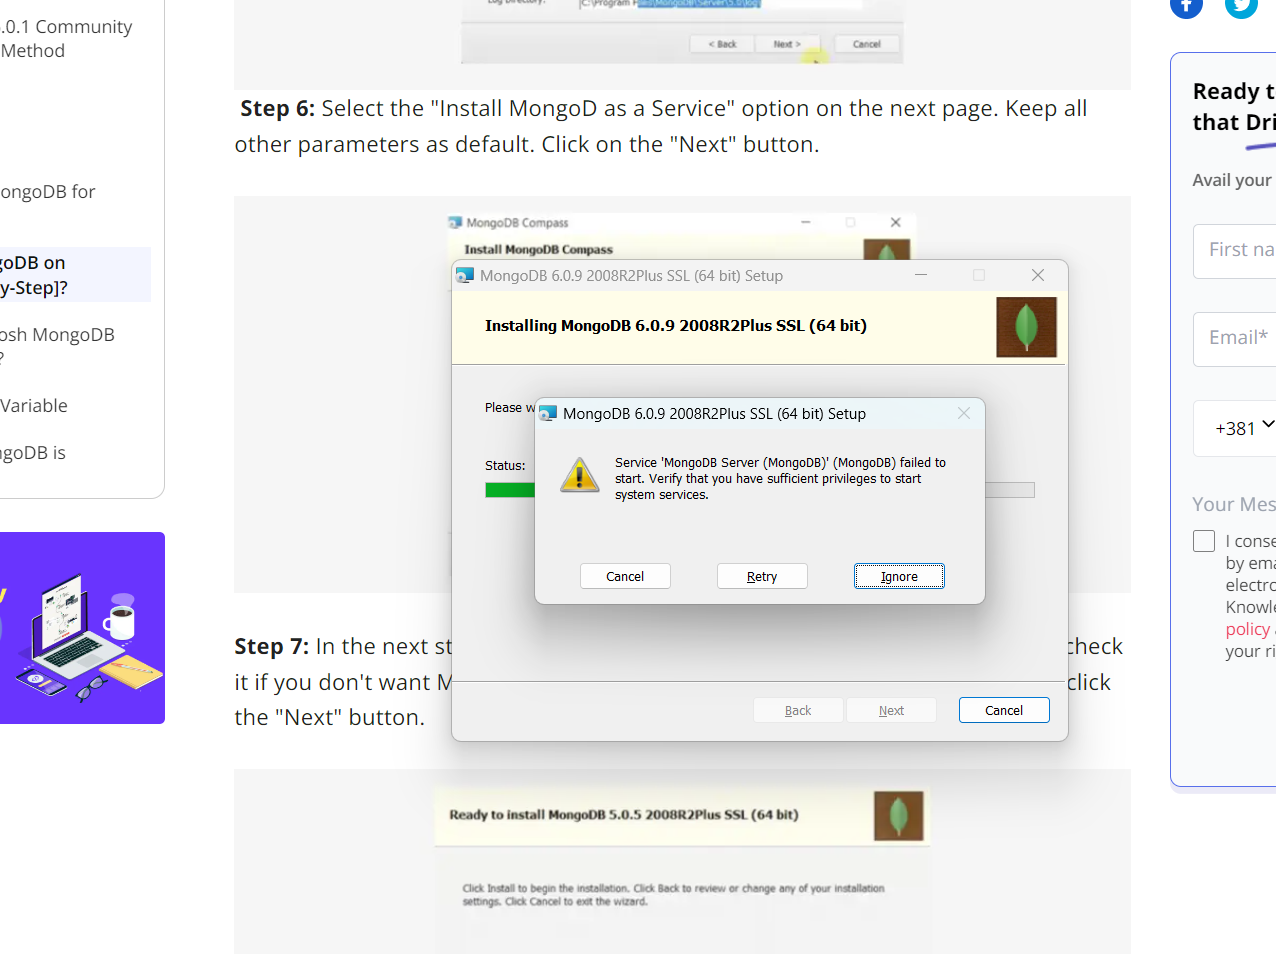 Log Directory:
C:\Program Files\MongoDB\Server\5.0\log\
< Back
Next >
Cancel
5.0.1 Community
Method
ongoDB for
goDB on
y-Step]?
osh MongoDB
?
Variable
ngoDB is
Step 6: Select the "Install MongoD as a Service" option on the next page. Keep all
other parameters as default. Click on the "Next" button.
MongoDB Compass
Install MongoDB Compass
MongoDB 6.0.9 2008R2Plus SSL (64 bit) Setup
Installing MongoDB 6.0.9 2008R2Plus SSL (64 bit)
Please w
Status:
MongoDB 6.0.9 2008R2Plus SSL (64 bit) Setup
Service 'MongoDB Server (MongoDB)' (MongoDB) failed to
start. Verify that you have sufficient privileges to start
system services.
Cancel
Retry
Ignore
Back
Next
Cancel
Step 7: In the next st
check
it if you don't want M
click
the "Next" button.
Ready to install MongoDB 5.0.5 2008R2Plus SSL (64 bit)
Click Install to begin the installation. Click Back to review or change any of your installation
settings. Click Cancel to exit the wizard.
Ready t
that Dri
Avail your
First na
Email*
+381
Your Mes
I conse
by ema
electro
Knowle
policy
your ri